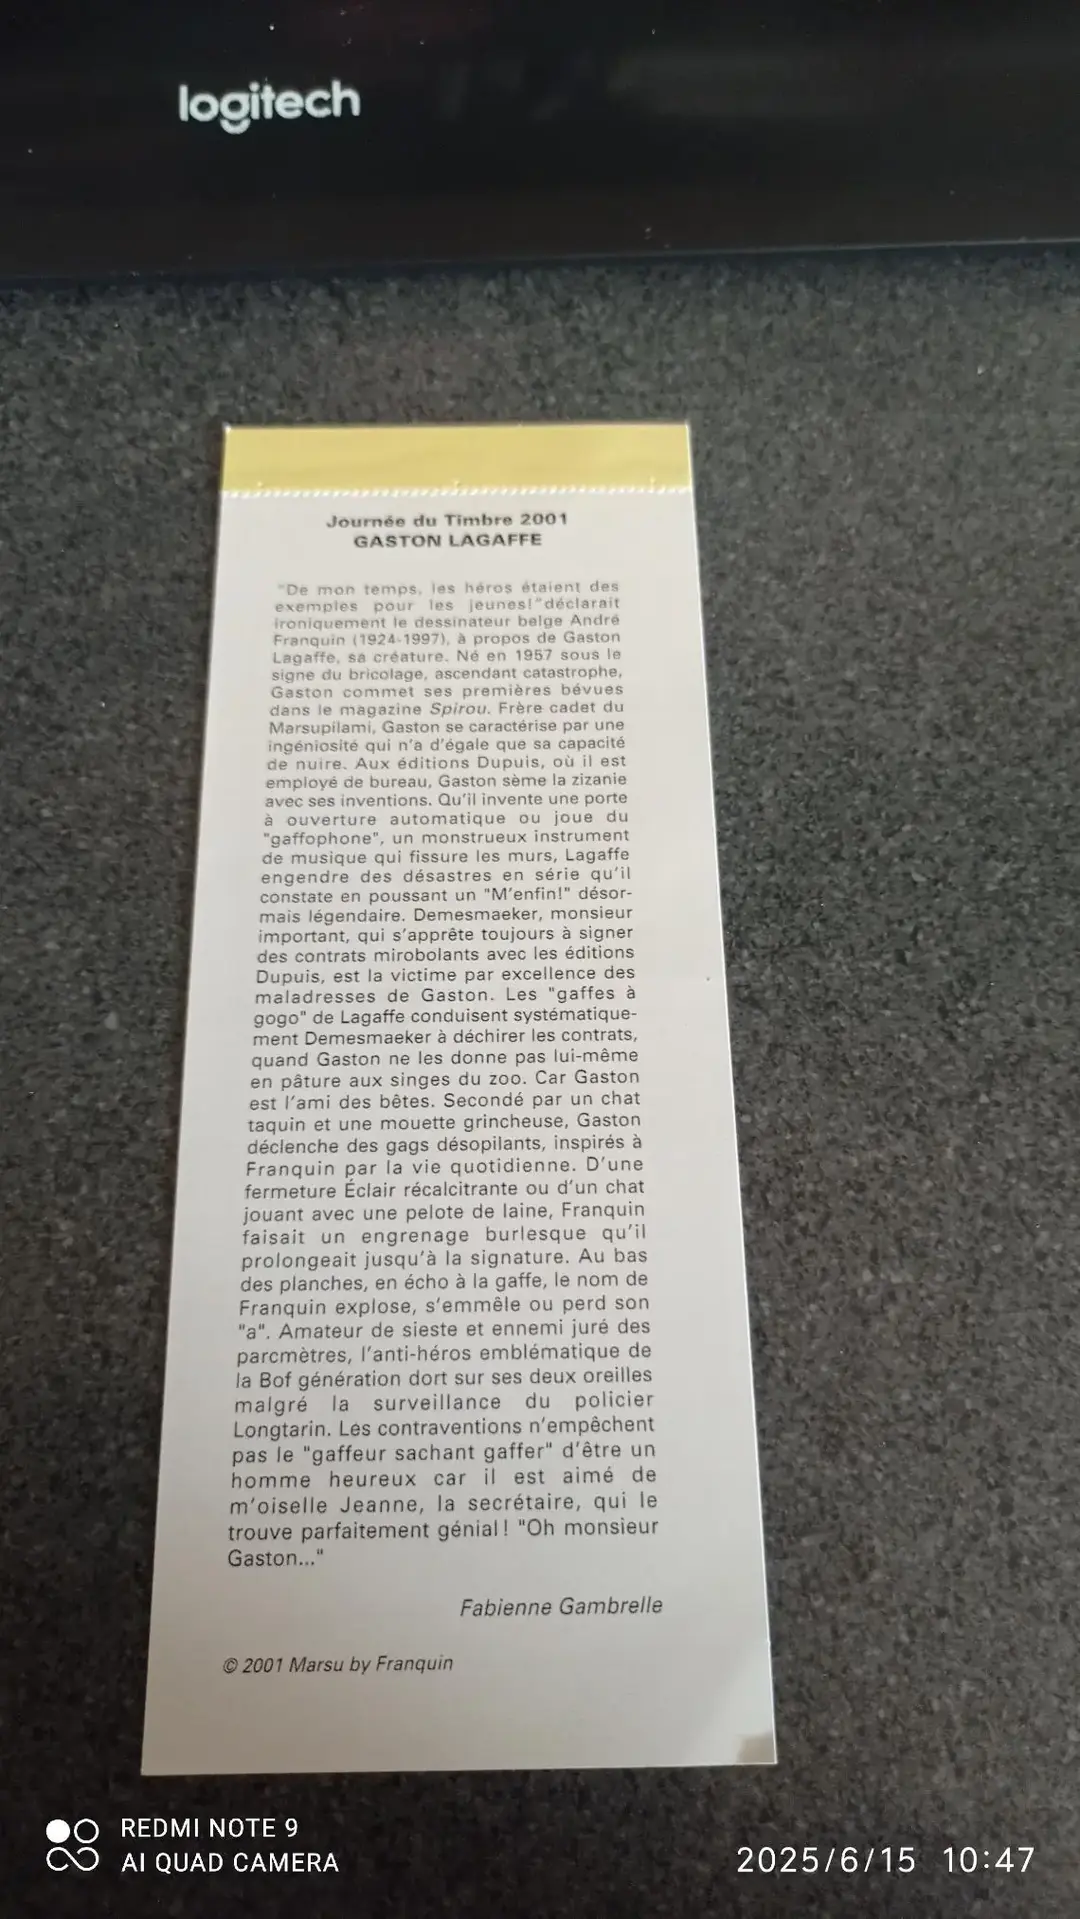 logitech
Journée du Timbre 2001
GASTON LAGAFFE
"De mon temps, les héros étaient des
exemples pour les jeunes!"déclarait
ironiquement le dessinateur belge André
Franquin (1924-1997), à propos de Gaston
Lagaffe, sa créature. Né en 1957 sous le
signe du bricolage, ascendant catastrophe,
Gaston commet ses premières bévues
dans le magazine Spirou. Frère cadet du
Marsupilami, Gaston se caractérise par une
ingéniosité qui n'a d'égale que sa capacité
de nuire. Aux éditions Dupuis, où il est
employé de bureau, Gaston sème la zizanie
avec ses inventions. Qu'il invente une porte
à ouverture automatique ou joue du
"gaffophone", un monstrueux instrument
de musique qui fissure les murs, Lagaffe
engendre des désastres en série qu'il
constate en poussant un "M'enfin!" désor-
mais légendaire. Demesmaeker, monsieur
important, qui s'apprête toujours à signer
des contrats mirobolants avec les éditions
Dupuis, est la victime par excellence des
maladresses de Gaston. Les "gaffes à
gogo" de Lagaffe conduisent systématique-
ment Demesmaeker à déchirer les contrats,
quand Gaston ne les donne pas lui-même
en pâture aux singes du zoo. Car Gaston
est l'ami des bêtes. Secondé par un chat
taquin et une mouette grincheuse, Gaston
déclenche des gags désopilants, inspirés à
Franquin par la vie quotidienne. D'une
fermeture Éclair récalcitrante ou d'un chat
jouant avec une pelote de laine, Franquin
faisait un engrenage burlesque qu'il
prolongeait jusqu'à la signature. Au bas
des planches, en écho à la gaffe, le nom de
Franquin explose, s'emmêle ou perd son
"a". Amateur de sieste et ennemi juré des
parcmètres, l'anti-héros emblématique de
la Bof génération dort sur ses deux oreilles
malgré la surveillance du policier
Longtarin. Les contraventions n'empêchent
pas le "gaffeur sachant gaffer" d'être un
homme heureux car il est aimé de
m'oiselle Jeanne, la secrétaire, qui le
trouve parfaitement génial! "Oh monsieur
Gaston..."
Fabienne Gambrelle
© 2001 Marsu by Franquin
REDMI NOTE 9
AI QUAD CAMERA
2025/6/15 10:47